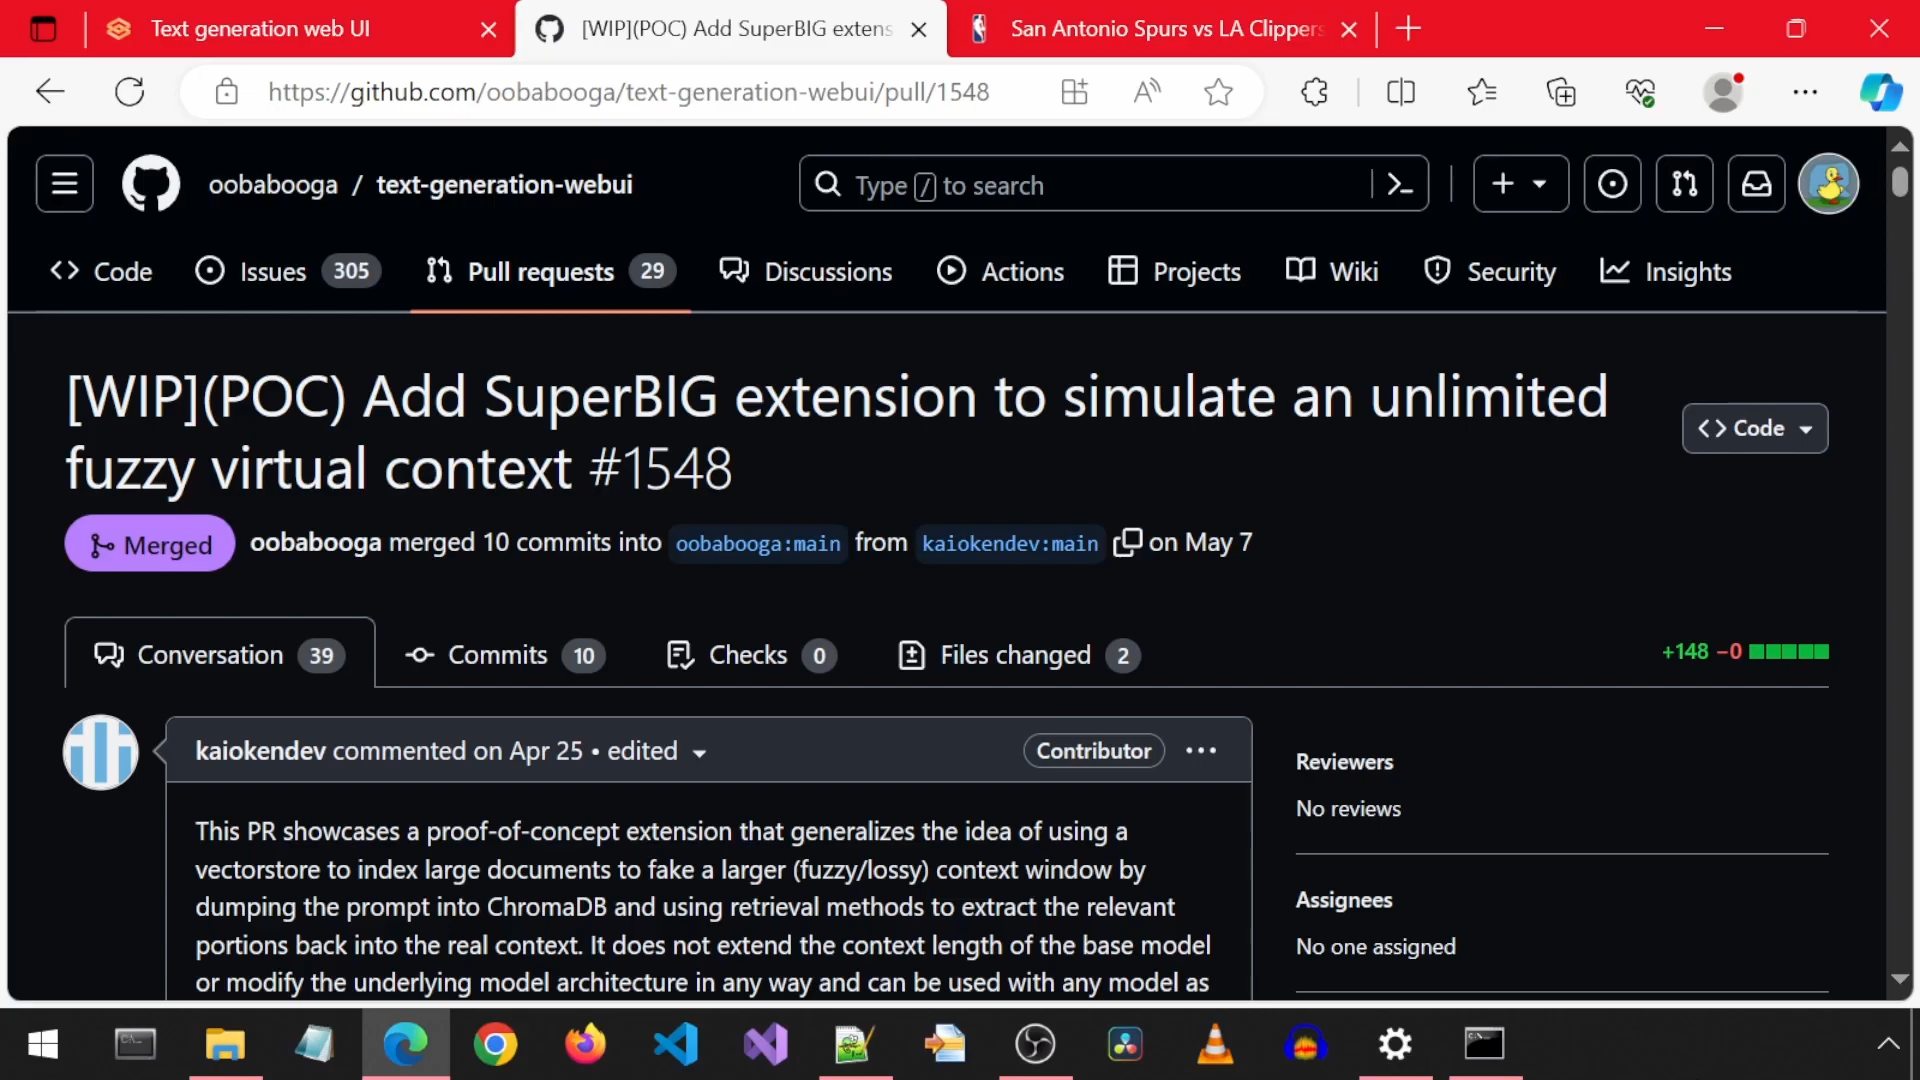 Text generation web UI
[WIP](POC) Add SuperBIG extens
San Antonio Spurs vs LA Clippers
https://github.com/oobabooga/text-generation-webui/pull/1548
oobabooga / text-generation-webui
Type / to search
Code
Issues 305
Pull requests 29
Discussions
Actions
Projects
Wiki
Security
Insights
[WIP](POC) Add SuperBIG extension to simulate an unlimited
fuzzy virtual context #1548
Code
Merged
oobabooga merged 10 commits into oobabooga:main from kaiokendev:main on May 7
Conversation 39
Commits 10
Checks 0
Files changed 2
+148 −0
kaiokendev commented on Apr 25 • edited
Contributor
This PR showcases a proof-of-concept extension that generalizes the idea of using a
vectorstore to index large documents to fake a larger (fuzzy/lossy) context window by
dumping the prompt into ChromaDB and using retrieval methods to extract the relevant
portions back into the real context. It does not extend the context length of the base model
or modify the underlying model architecture in any way and can be used with any model as
Reviewers
No reviews
Assignees
No one assigned